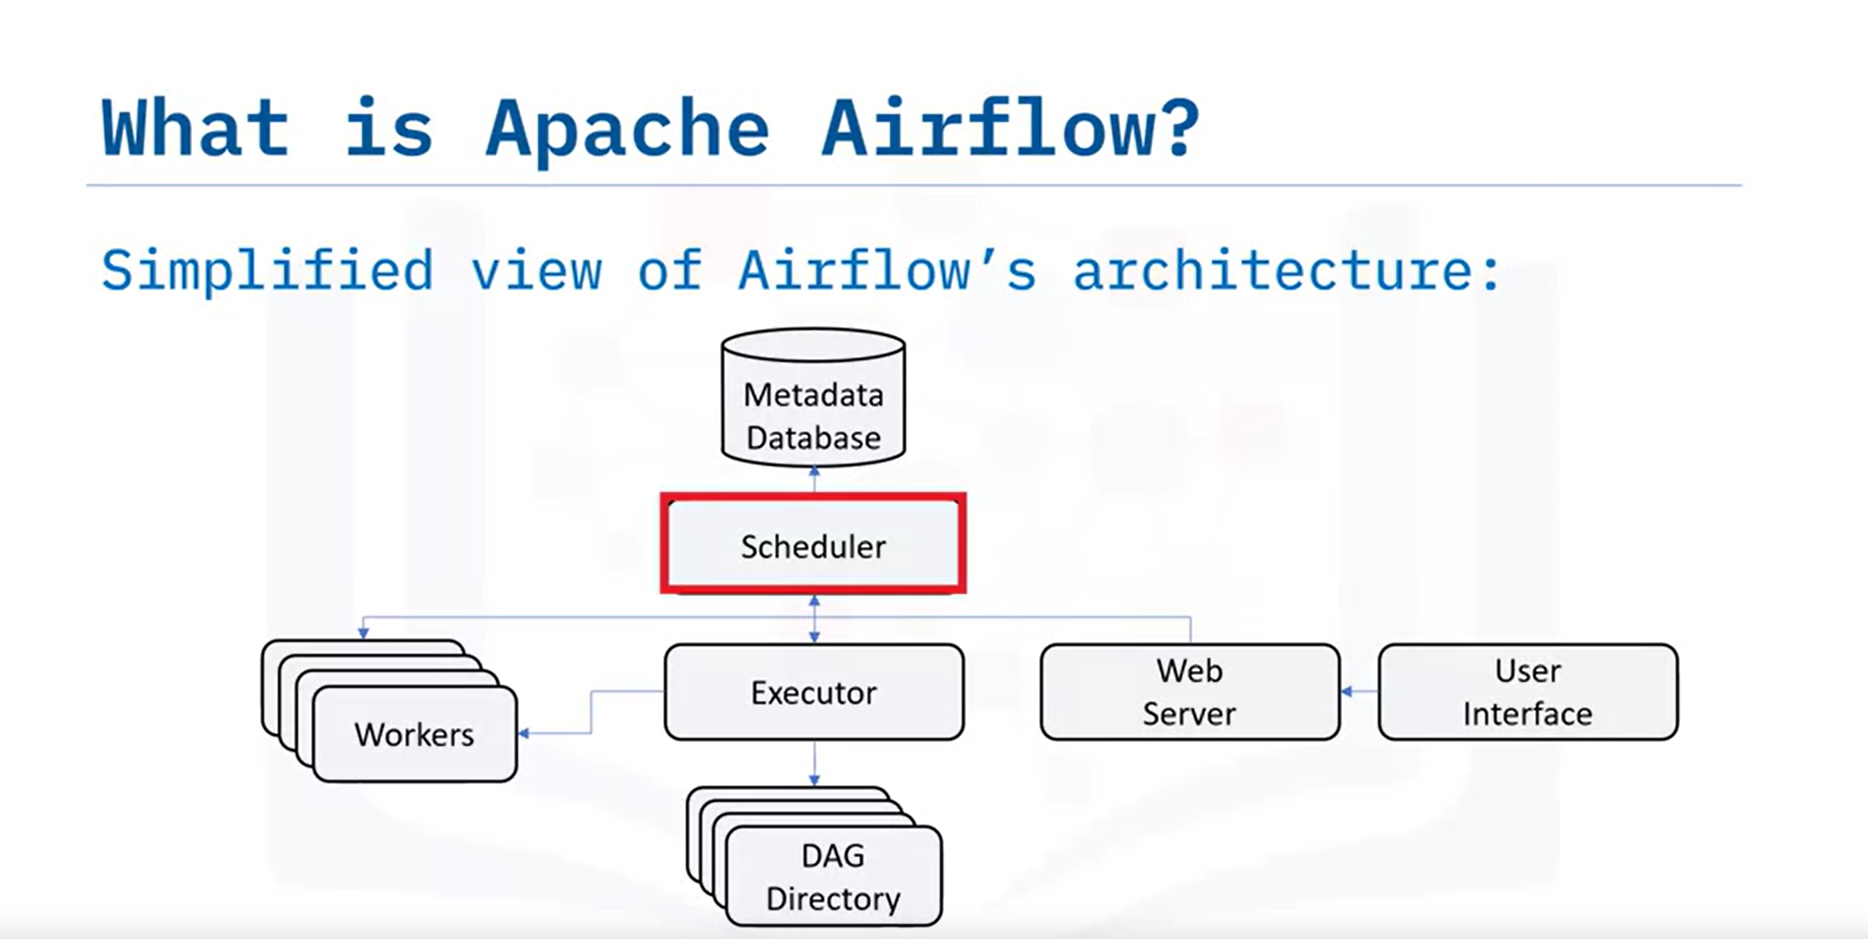 What is Apache Airflow?
Simplified view of Airflow’s architecture:
Metadata
Database
Scheduler
Workers
Executor
Web
Server
User
Interface
DAG
Directory